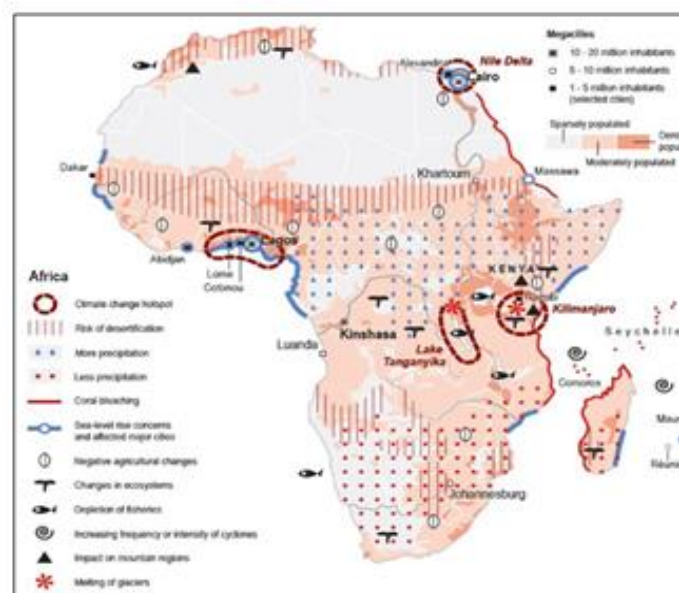 Megacities
10 - 20 million inhabitants
5 - 10 million inhabitants
1 - 5 million inhabitants
(selected cities)
Sparsely populated
Moderately populated
Nile Delta
Alexandria
Cairo
Khartoum
Massawa
Dakar
Abidjan
Lagos
Lome
Cotonou
KENYA
Kilimanjaro
Kinshasa
Luanda
Lake
Tanganyika
Seychelles
Comoros
Réunion
Johannesburg
Africa
Climate change hotspot
Risk of desertification
More precipitation
Less precipitation
Coral bleaching
Sea-level rise concerns
and affected major cities
Negative agricultural changes
Changes in ecosystems
Depletion of fisheries
Increasing frequency or intensity of cyclones
Impact on mountain regions
Melting of glaciers